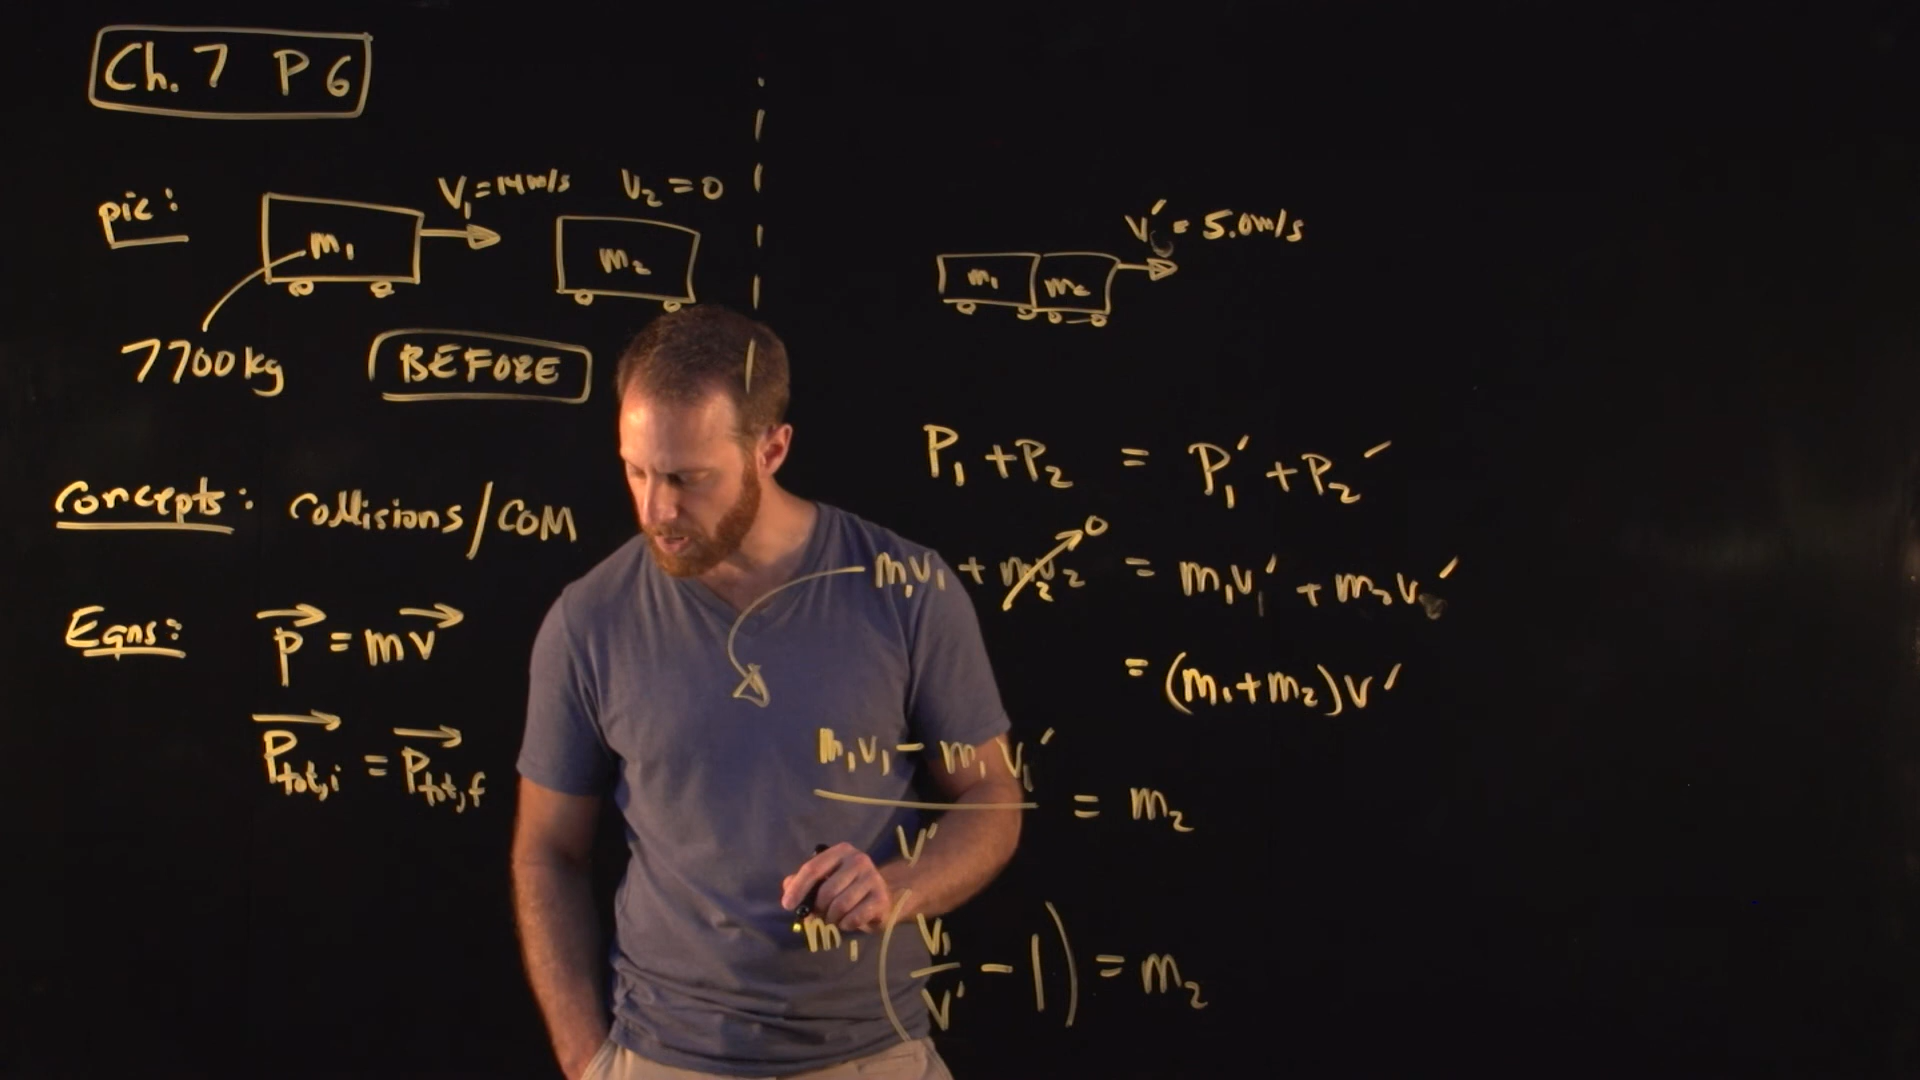 Ch. 7 P 6
pic:
m1
V1 = 14 m/s
m2
V2 = 0
7700 kg
BEFORE
m1 m2
V′ = 5.0 m/s
Concepts: Collisions/COM
Eqns: p = mv
Ptot,i = Ptot,f
P1 + P2 = P1′ + P2′
m1v1 + m2v2 0 = m1v1′ + m2v2′
= (m1+m2)v′
m1v1 − m1v1′
v′
= m2
m1 (v1/v′ − 1) = m2